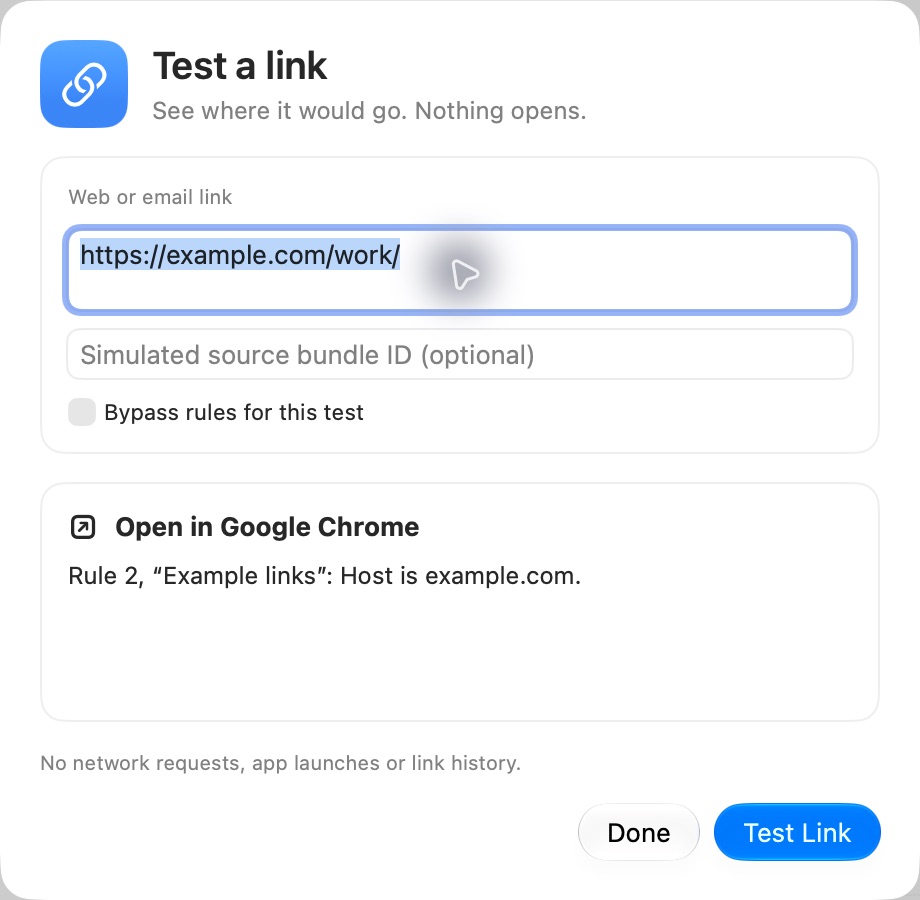 Test a link
See where it would go. Nothing opens.
Web or email link
https://example.com/work/
Simulated source bundle ID (optional)
Bypass rules for this test
Open in Google Chrome
Rule 2, “Example links”: Host is example.com.
No network requests, app launches or link history.
Done
Test Link